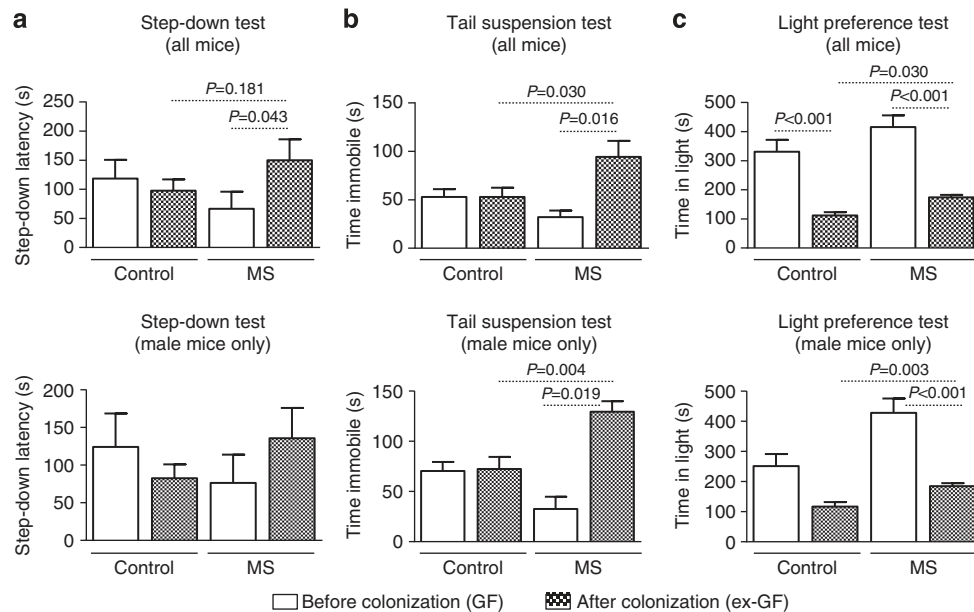 a
Step-down test
(all mice)
P=0.181
P=0.043
Step-down latency (s)
250
200
150
100
50
0
Control
MS
b
Tail suspension test
(all mice)
P=0.030
P=0.016
Time immobile (s)
150
100
50
0
Control
MS
c
Light preference test
(all mice)
P=0.030
P<0.001
P<0.001
Time in light (s)
500
400
300
200
100
0
Control
MS
Step-down test
(male mice only)
Step-down latency (s)
200
150
100
50
0
Control
MS
Tail suspension test
(male mice only)
P=0.004
P=0.019
Time immobile (s)
150
100
50
0
Control
MS
Light preference test
(male mice only)
P=0.003
P<0.001
Time in light (s)
500
400
300
200
100
0
Control
MS
Before colonization (GF)
After colonization (ex-GF)